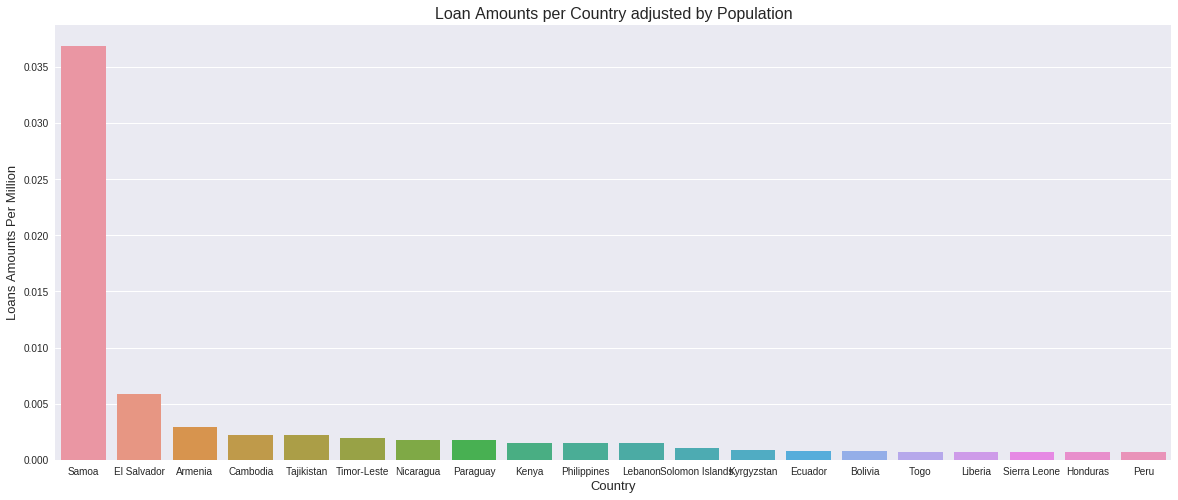 Loan Amounts per Country adjusted by Population
Loans Amounts Per Million
0.035
0.030
0.025
0.020
0.015
0.010
0.005
0.000
Samoa El Salvador Armenia Cambodia Tajikistan Timor-Leste Nicaragua Paraguay Kenya Philippines Lebanon Solomon Islands Kyrgyzstan Ecuador Bolivia Togo Liberia Sierra Leone Honduras Peru
Country